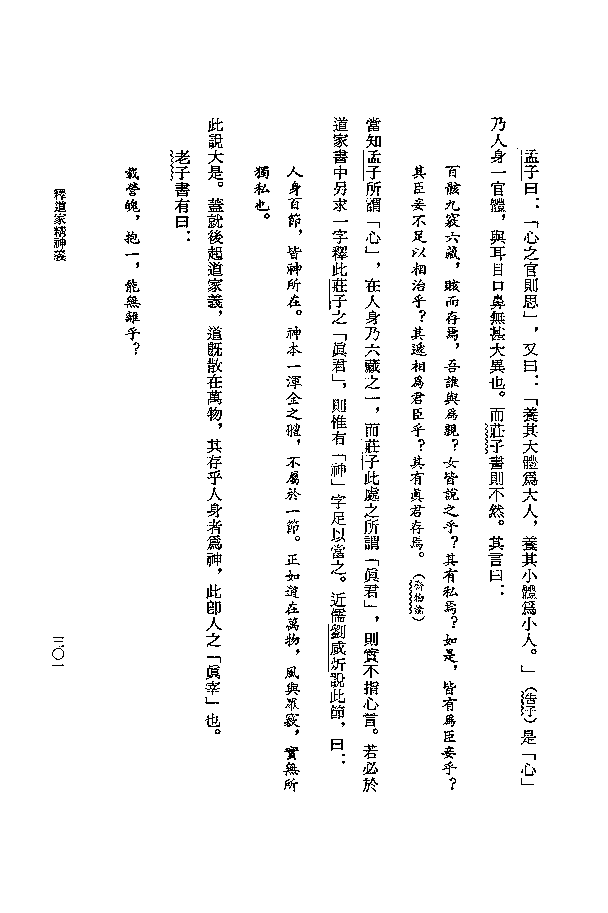 孟子曰：「心之官則思」，又曰：「養其大體爲大人，養其小體爲小人。」（告子）是「心」
乃人身一官體，與耳目口鼻無甚大異也。而莊子書則不然。其言曰：
百骸九竅六藏，賅而存焉，吾誰與爲親？女皆說之乎？其有私焉？如是，皆有爲臣妾乎？
其臣妾不足以相治乎？其遞相爲君臣乎？其有眞君存焉。（齊物論）
當知孟子所謂「心」，在人身乃六藏之一，而莊子此處之所謂「眞君」，則實不指心言。若必於
道家書中另求一字釋此莊子之「眞君」，則惟有「神」字足以當之。近儒劉咸炘說此節，曰：
人身百節，皆神所在。神本一渾全之體，不屬於一節。正如道在萬物，風與眾竅，實無所
獨私也。
此說大是。蓋就後起道家義，道旣散在萬物，其存乎人身者爲神，此卽人之「眞宰」也。
老子書有曰：
載營魄，抱一，能無離乎？
釋道家精神義
三〇一